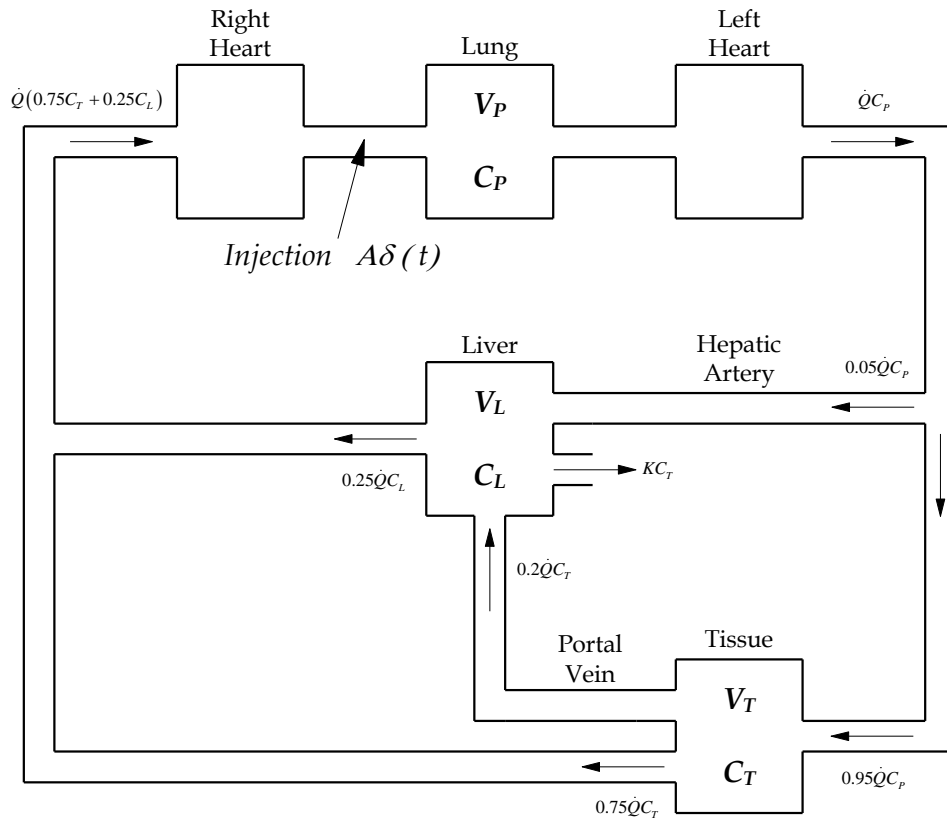 Right
Heart
Lung
Left
Heart
Q̇(0.75C_T + 0.25C_L)
V_P
Q̇C_P
C_P
Injection Aδ(t)
Liver
Hepatic
Artery
0.05Q̇C_P
V_L
0.25Q̇C_L
C_L
KC_T
0.2Q̇C_T
Portal
Vein
Tissue
V_T
C_T
0.95Q̇C_P
0.75Q̇C_T